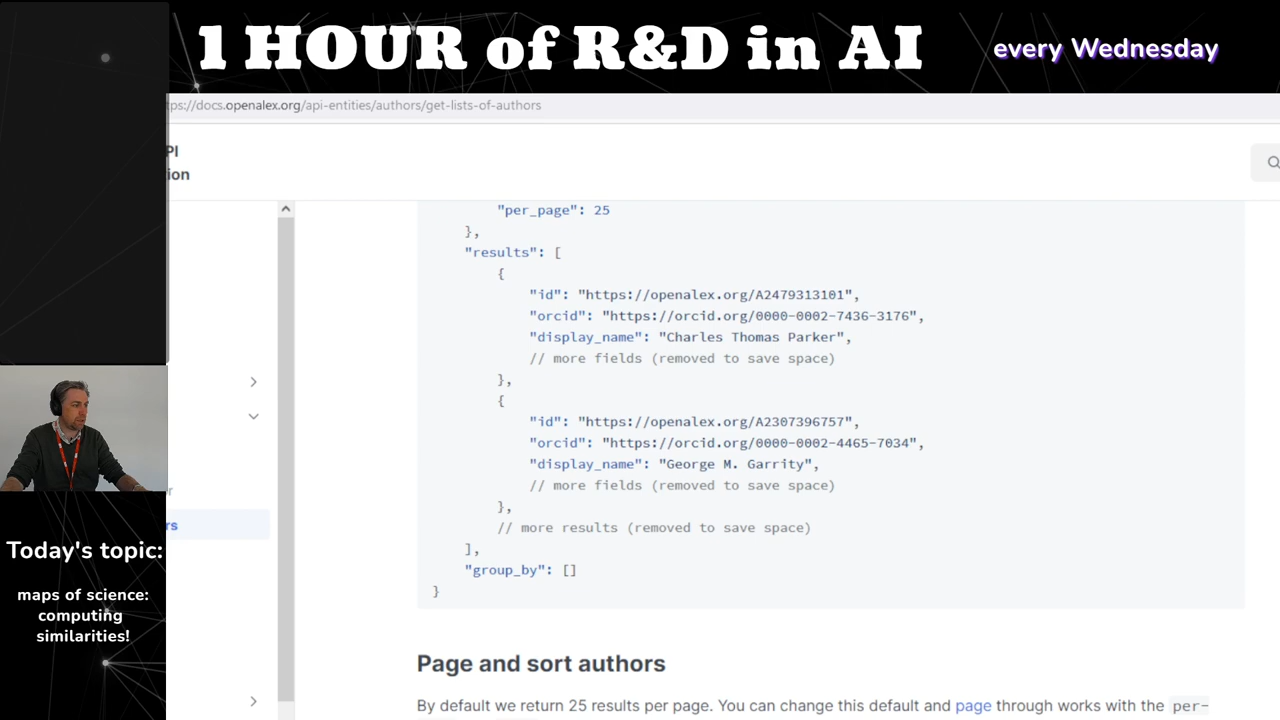 1 HOUR of R&D in AI
every Wednesday
tps://docs.openalex.org/api-entities/authors/get-lists-of-authors
PI
ion
"per_page": 25
},
"results": [
{
"id": "https://openalex.org/A2479313101",
"orcid": "https://orcid.org/0000-0002-7436-3176",
"display_name": "Charles Thomas Parker",
// more fields (removed to save space)
},
{
"id": "https://openalex.org/A2307396757",
"orcid": "https://orcid.org/0000-0002-4465-7034",
"display_name": "George M. Garrity",
// more fields (removed to save space)
},
// more results (removed to save space)
],
"group_by": []
}
r
rs
Today's topic:
maps of science:
computing
similarities!
Page and sort authors
By default we return 25 results per page. You can change this default and page through works with the per-